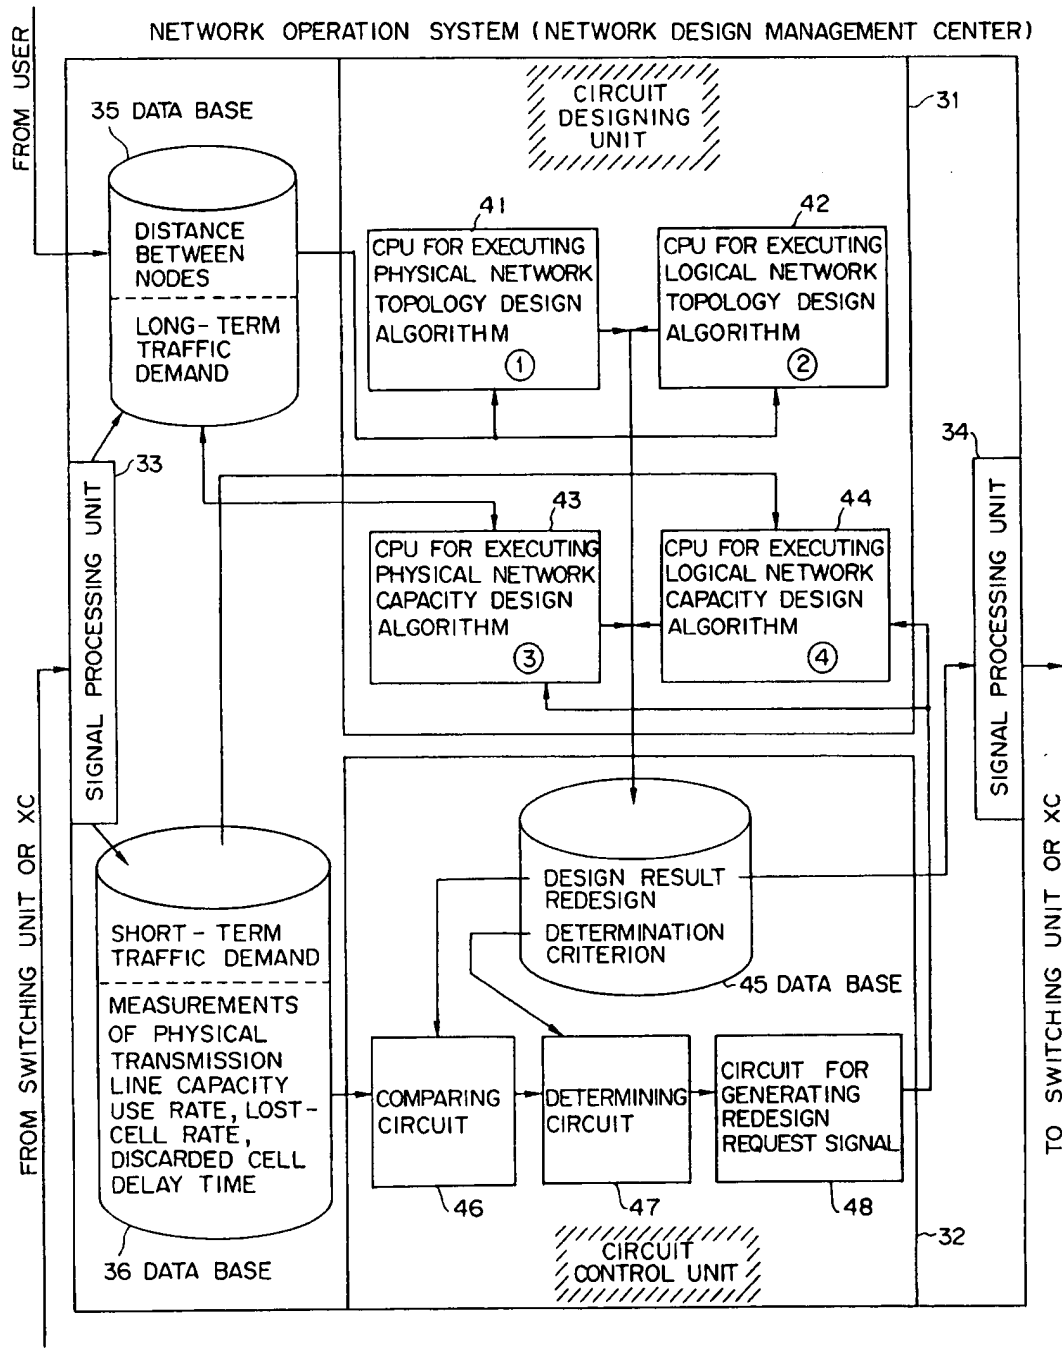 NETWORK OPERATION SYSTEM (NETWORK DESIGN MANAGEMENT CENTER)
FROM USER
35 DATA BASE
DISTANCE
BETWEEN
NODES
LONG-TERM
TRAFFIC
DEMAND
CIRCUIT
DESIGNING
UNIT
31
41
CPU FOR EXECUTING
PHYSICAL NETWORK
TOPOLOGY DESIGN
ALGORITHM
①
42
CPU FOR EXECUTING
LOGICAL NETWORK
TOPOLOGY DESIGN
ALGORITHM
②
33
SIGNAL PROCESSING UNIT
34
SIGNAL PROCESSING UNIT
43
CPU FOR EXECUTING
PHYSICAL NETWORK
CAPACITY DESIGN
ALGORITHM
③
44
CPU FOR EXECUTING
LOGICAL NETWORK
CAPACITY DESIGN
ALGORITHM
④
FROM SWITCHING UNIT OR XC
TO SWITCHING UNIT OR XC
SHORT-TERM
TRAFFIC DEMAND
MEASUREMENTS
OF PHYSICAL
TRANSMISSION
LINE CAPACITY
USE RATE, LOST-
CELL RATE,
DISCARDED CELL
DELAY TIME
36 DATA BASE
DESIGN RESULT
REDESIGN
DETERMINATION
CRITERION
45 DATA BASE
COMPARING
CIRCUIT
46
DETERMINING
CIRCUIT
47
CIRCUIT FOR
GENERATING
REDESIGN
REQUEST SIGNAL
48
CIRCUIT
CONTROL UNIT
32